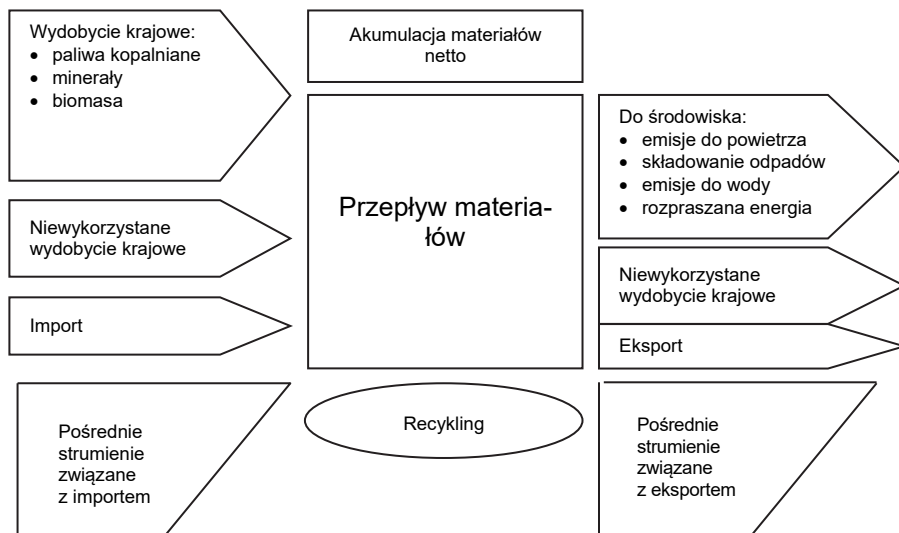 Wydobycie krajowe:
• paliwa kopalniane
• minerały
• biomasa
Niewykorzystane
wydobycie krajowe
Import
Pośrednie
strumienie
związane
z importem
Akumulacja materiałów
netto
Przepływ materia-
łów
Recykling
Do środowiska:
• emisje do powietrza
• składowanie odpadów
• emisje do wody
• rozpraszana energia
Niewykorzystane
wydobycie krajowe
Eksport
Pośrednie
strumienie
związane
z eksportem